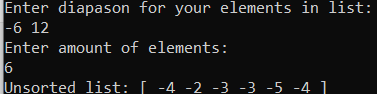 Enter diapason for your elements in list:
-6 12
Enter amount of elements:
6
Unsorted list: [ -4 -2 -3 -3 -5 -4 ]